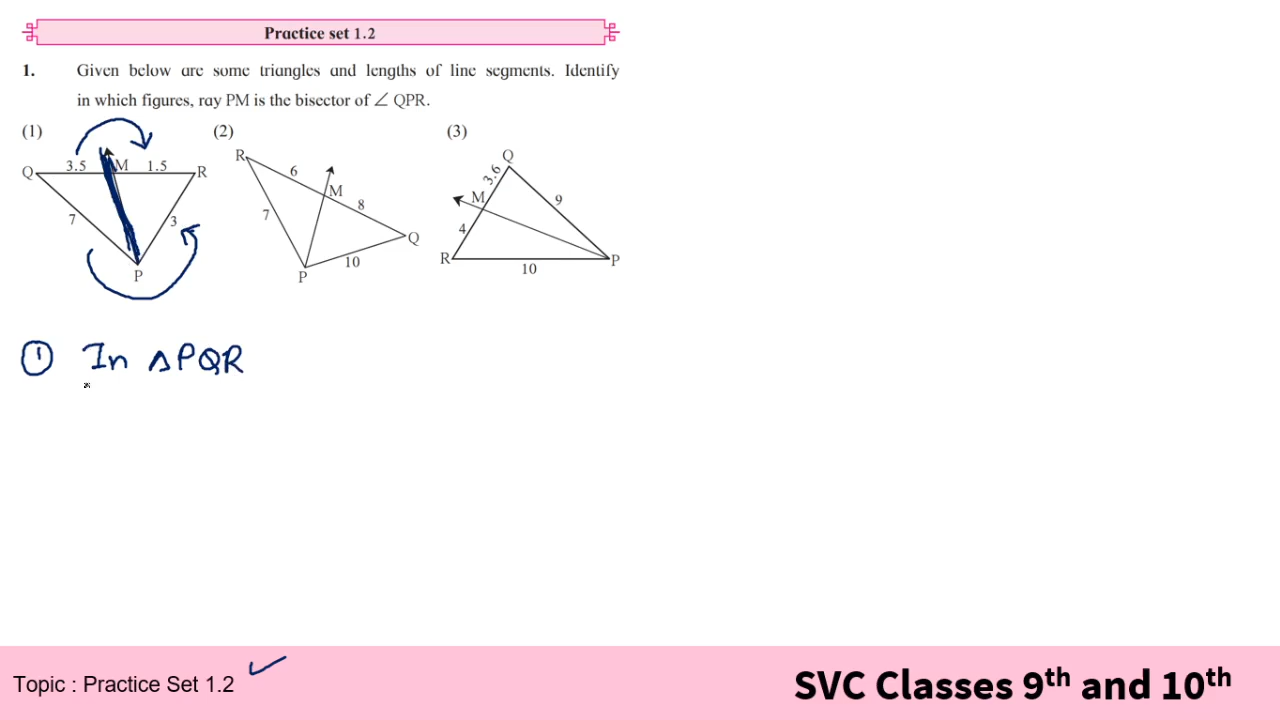 Practice set 1.2
1. Given below are some triangles and lengths of line segments. Identify
in which figures, ray PM is the bisector of ∠ QPR.
(1) (2) (3)
Q 3.5 M 1.5 R
7 3
P
R 6 M 8 Q
7 10
P
Q 3.6 M 9
4 R 10 P
① In △PQR
Topic : Practice Set 1.2
SVC Classes 9th and 10th